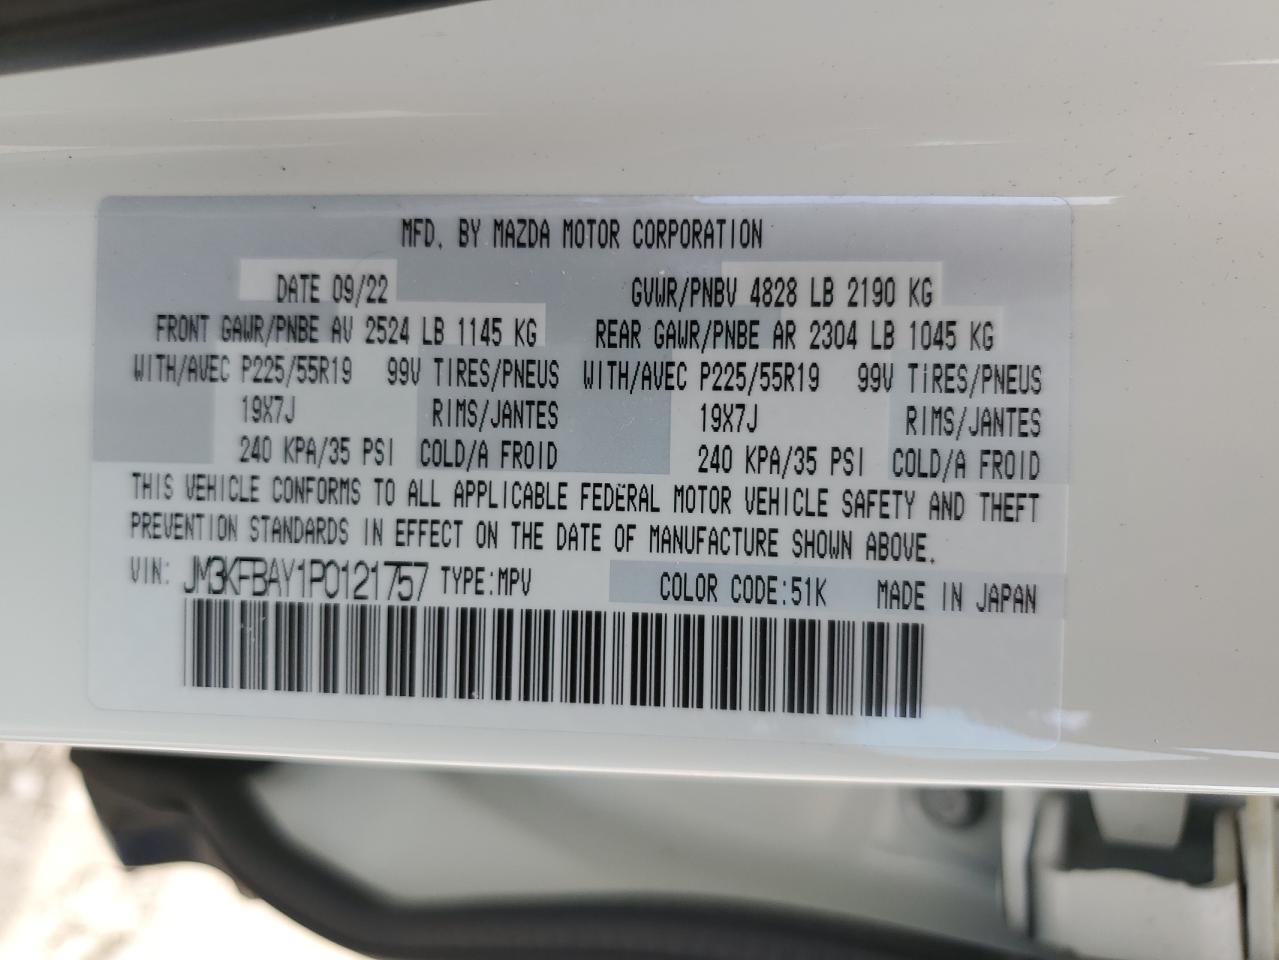 MFD. BY MAZDA MOTOR CORPORATION
DATE 09/22 GVWR/PNBV 4828 LB 2190 KG
FRONT GAWR/PNBE AV 2524 LB 1145 KG REAR GAWR/PNBE AR 2304 LB 1045 KG
WITH/AVEC P225/55R19 99V TIRES/PNEUS WITH/AVEC P225/55R19 99V TIRES/PNEUS
19X7J RIMS/JANTES 19X7J RIMS/JANTES
240 KPA/35 PSI COLD/A FROID 240 KPA/35 PSI COLD/A FROID
THIS VEHICLE CONFORMS TO ALL APPLICABLE FEDERAL MOTOR VEHICLE SAFETY AND THEFT
PREVENTION STANDARDS IN EFFECT ON THE DATE OF MANUFACTURE SHOWN ABOVE.
VIN: JM3KFBAY1P0121757 TYPE:MPV COLOR CODE:51K MADE IN JAPAN